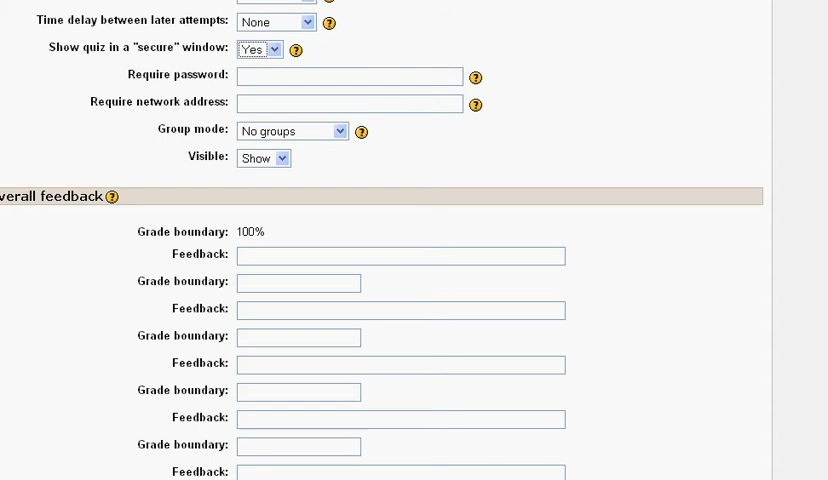 Time delay between later attempts: None
Show quiz in a "secure" window: Yes
Require password:
Require network address:
Group mode: No groups
Visible: Show
verall feedback
Grade boundary: 100%
Feedback:
Grade boundary:
Feedback:
Grade boundary:
Feedback:
Grade boundary:
Feedback:
Grade boundary:
Feedback: